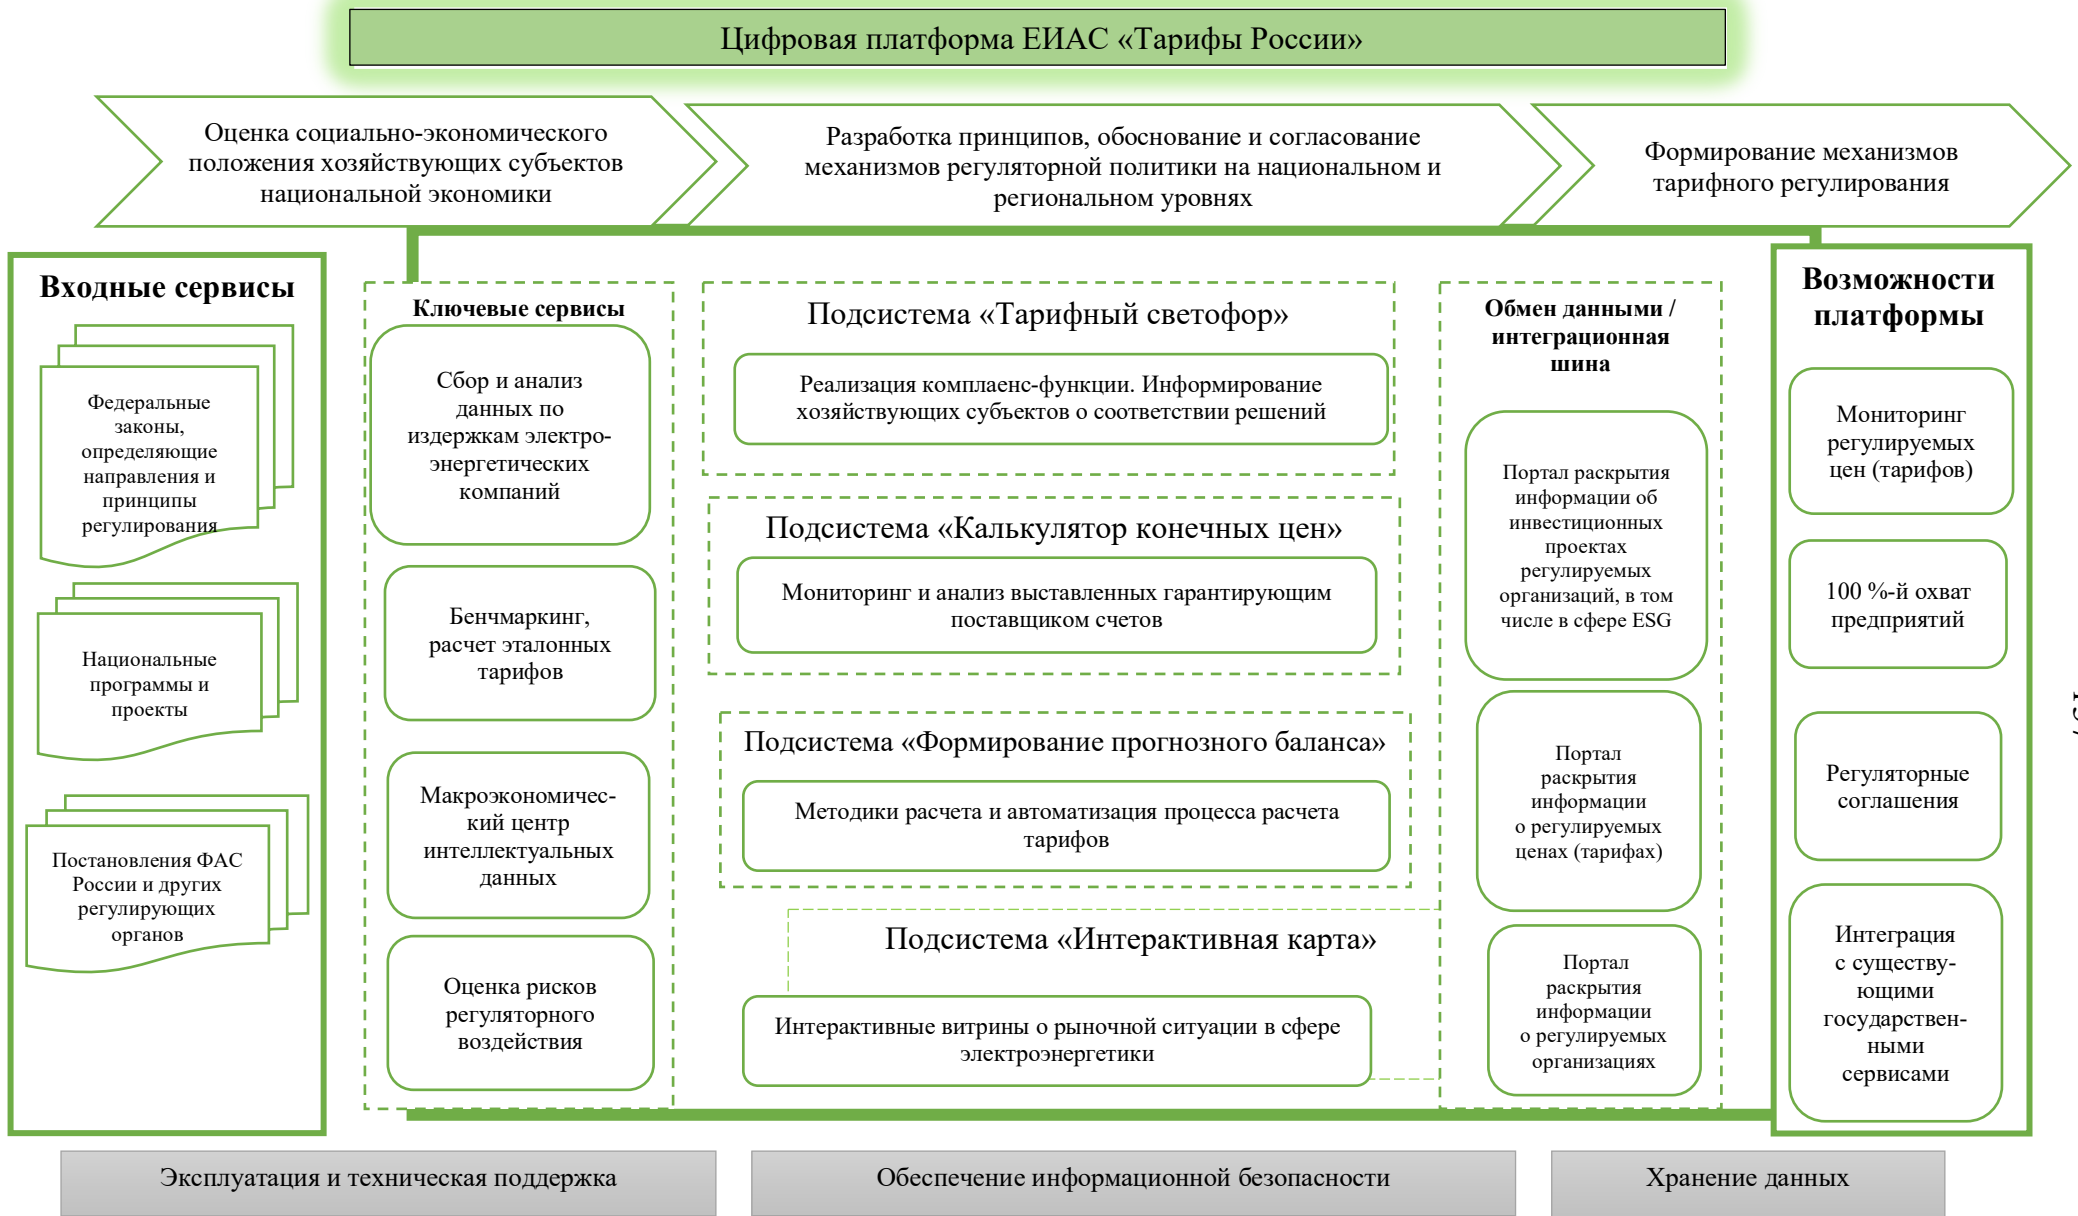 Цифровая платформа ЕИАС «Тарифы России»
Оценка социально-экономического
положения хозяйствующих субъектов
национальной экономики
Разработка принципов, обоснование и согласование
механизмов регуляторной политики на национальном и
региональном уровнях
Формирование механизмов
тарифного регулирования
Входные сервисы
Федеральные
законы,
определяющие
направления и
принципы
регулирования
Национальные
программы и
проекты
Постановления ФАС
России и других
регулирующих
органов
Ключевые сервисы
Сбор и анализ
данных по
издержкам электро-
энергетических
компаний
Бенчмаркинг,
расчет эталонных
тарифов
Макроэкономичес-
кий центр
интеллектуальных
данных
Оценка рисков
регуляторного
воздействия
Подсистема «Тарифный светофор»
Реализация комплаенс-функции. Информирование
хозяйствующих субъектов о соответствии решений
Подсистема «Калькулятор конечных цен»
Мониторинг и анализ выставленных гарантирующим
поставщиком счетов
Подсистема «Формирование прогнозного баланса»
Методики расчета и автоматизация процесса расчета
тарифов
Подсистема «Интерактивная карта»
Интерактивные витрины о рыночной ситуации в сфере
электроэнергетики
Обмен данными /
интеграционная
шина
Портал раскрытия
информации об
инвестиционных
проектах
регулируемых
организаций, в том
числе в сфере ESG
Портал
раскрытия
информации
о регулируемых
ценах (тарифах)
Портал
раскрытия
информации
о регулируемых
организациях
Возможности
платформы
Мониторинг
регулируемых
цен (тарифов)
100 %-й охват
предприятий
Регуляторные
соглашения
Интеграция
с существу-
ющими
государствен-
ными
сервисами
Эксплуатация и техническая поддержка
Обеспечение информационной безопасности
Хранение данных